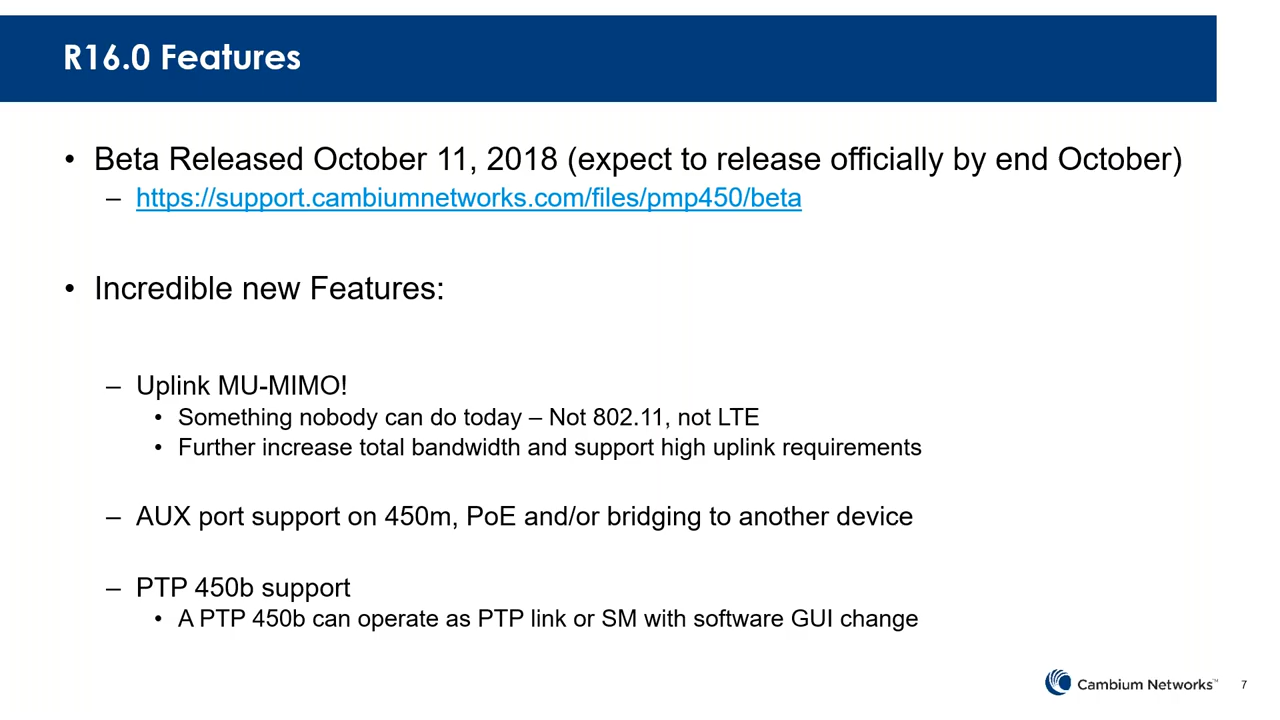 R16.0 Features
• Beta Released October 11, 2018 (expect to release officially by end October)
– https://support.cambiumnetworks.com/files/pmp450/beta
• Incredible new Features:
– Uplink MU-MIMO!
• Something nobody can do today – Not 802.11, not LTE
• Further increase total bandwidth and support high uplink requirements
– AUX port support on 450m, PoE and/or bridging to another device
– PTP 450b support
• A PTP 450b can operate as PTP link or SM with software GUI change
Cambium Networks™ 7